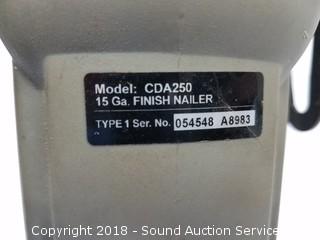 Model: CDA250
15 Ga. FINISH NAILER
TYPE 1 Ser. No. 054548 A8983
Copyright 2018 - Sound Auction Service